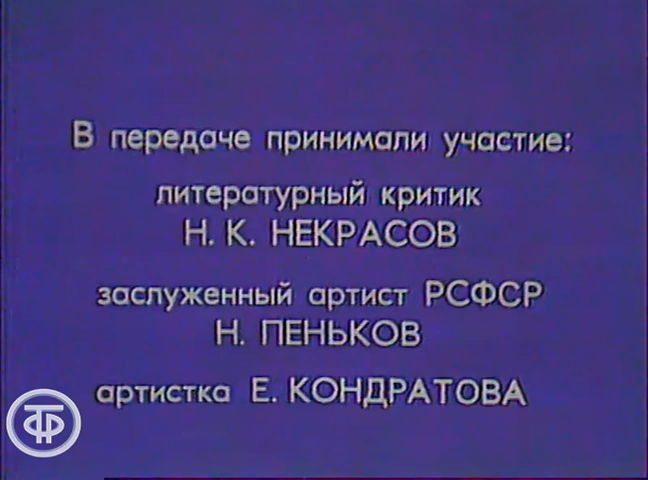 В передаче принимали участие:
литературный критик
Н. К. НЕКРАСОВ
заслуженный артист РСФСР
Н. ПЕНЬКОВ
артистка Е. КОНДРАТОВА